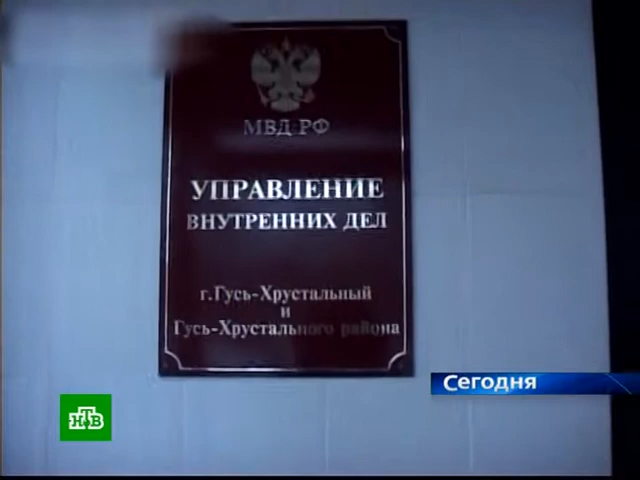 МВД РФ
УПРАВЛЕНИЕ
ВНУТРЕННИХ ДЕЛ
г.Гусь-Хрустальный
и
Гусь-Хрустального района
Сегодня
НТВ